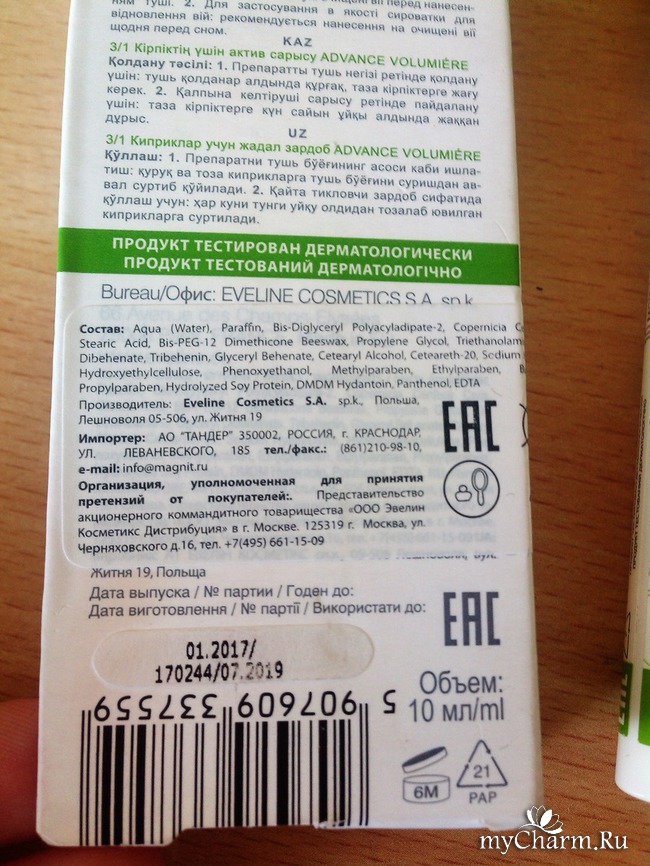 ням туші. 2. Для застосування в якості сироватки для
відновлення вій: рекомендується нанесення на очищені вії
щодня перед сном.
KAZ
3/1 Кірпіктің үшін актив сарысу ADVANCE VOLUMIÈRE
Қолдану тәсілі: 1. Препаратты тушь негізі ретінде қолдану
үшін: тушь қолданар алдында құрғақ, таза кірпіктерге жағу
керек. 2. Қалпына келтіруші сарысу ретінде пайдалану
үшін: таза кірпіктерге күн сайын ұйқы алдында жаққан
дұрыс.
UZ
3/1 Киприклар учун жадал зардоб ADVANCE VOLUMIÈRE
Қўллаш: 1. Препаратни тушь бўёғининг асоси каби ишла-
тиш: қуруқ ва тоза киприкларга тушь бўёғини суришдан ав-
вал суртиб қўйилади. 2. Қайта тикловчи зардоб сифатида
қўллаш учун: ҳар куни тунги уйқу олдидан тозалаб ювилган
киприкларга суртилади.
ПРОДУКТ ТЕСТИРОВАН ДЕРМАТОЛОГИЧЕСКИ
ПРОДУКТ ТЕСТОВАНИЙ ДЕРМАТОЛОГІЧНО
Bureau/Офис: EVELINE COSMETICS S.A. sp.k.
Состав: Aqua (Water), Paraffin, Bis-Diglyceryl Polyacyladipate-2, Copernicia
Stearic Acid, Bis-PEG-12 Dimethicone Beeswax, Propylene Glycol, Triethanolamine
Dibehenate, Tribehenin, Glyceryl Behenate, Cetearyl Alcohol, Ceteareth-20, Sodium
Hydroxyethylcellulose, Phenoxyethanol, Methylparaben, Ethylparaben,
Propylparaben, Hydrolyzed Soy Protein, DMDM Hydantoin, Panthenol, EDTA
Производитель: Eveline Cosmetics S.A. sp.k., Польша,
Лешноволя 05-506, ул. Житня 19
EAC
Импортер: АО "ТАНДЕР" 350002, РОССИЯ, г. КРАСНОДАР,
УЛ. ЛЕВАНЕВСКОГО, 185 тел./факс.: (861)210-98-10,
e-mail: info@magnit.ru
Организация, уполномоченная для принятия
претензий от покупателей:. Представительство
акционерного коммандитного товарищества «ООО Эвелин
Косметикс Дистрибуция» в г. Москве. 125319 г. Москва, ул.
Черняховского д.16, тел. +7(495) 661-15-09
Житня 19, Польща
Дата выпуска / № партии / Годен до:
Дата виготовлення / № партії / Використати до:
EAC
01.2017/
170244/07.2019
5 907609 337559
Объем:
10 мл/ml
6M
21
PAP
myCharm.Ru